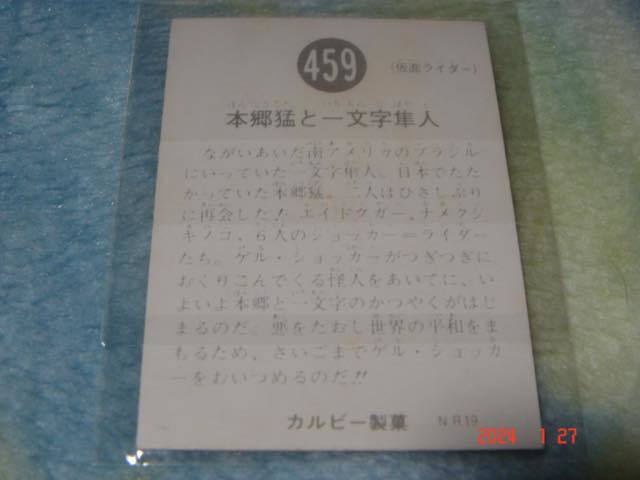 459
(仮面ライダー)
本郷猛と一文字隼人
ながいあいだ南アメリカのブラジル
にいっていた一文字隼人。日本でたた
かっていた本郷猛。二人はひさしぶり
に再会した!! エイドクガー、ナメクジ
キノコ、6人のショッカー=ライダー
たち。ゲル・ショッカーがつぎつぎに
おくりこんでくる怪人をあいてに、い
よいよ本郷と一文字のかつやくがはじ
まるのだ。悪をたおし世界の平和をま
もるため、さいごまでゲル・ショッカ
ーをおいつめるのだ!!
カルビー製菓 NR19
2024 1 27